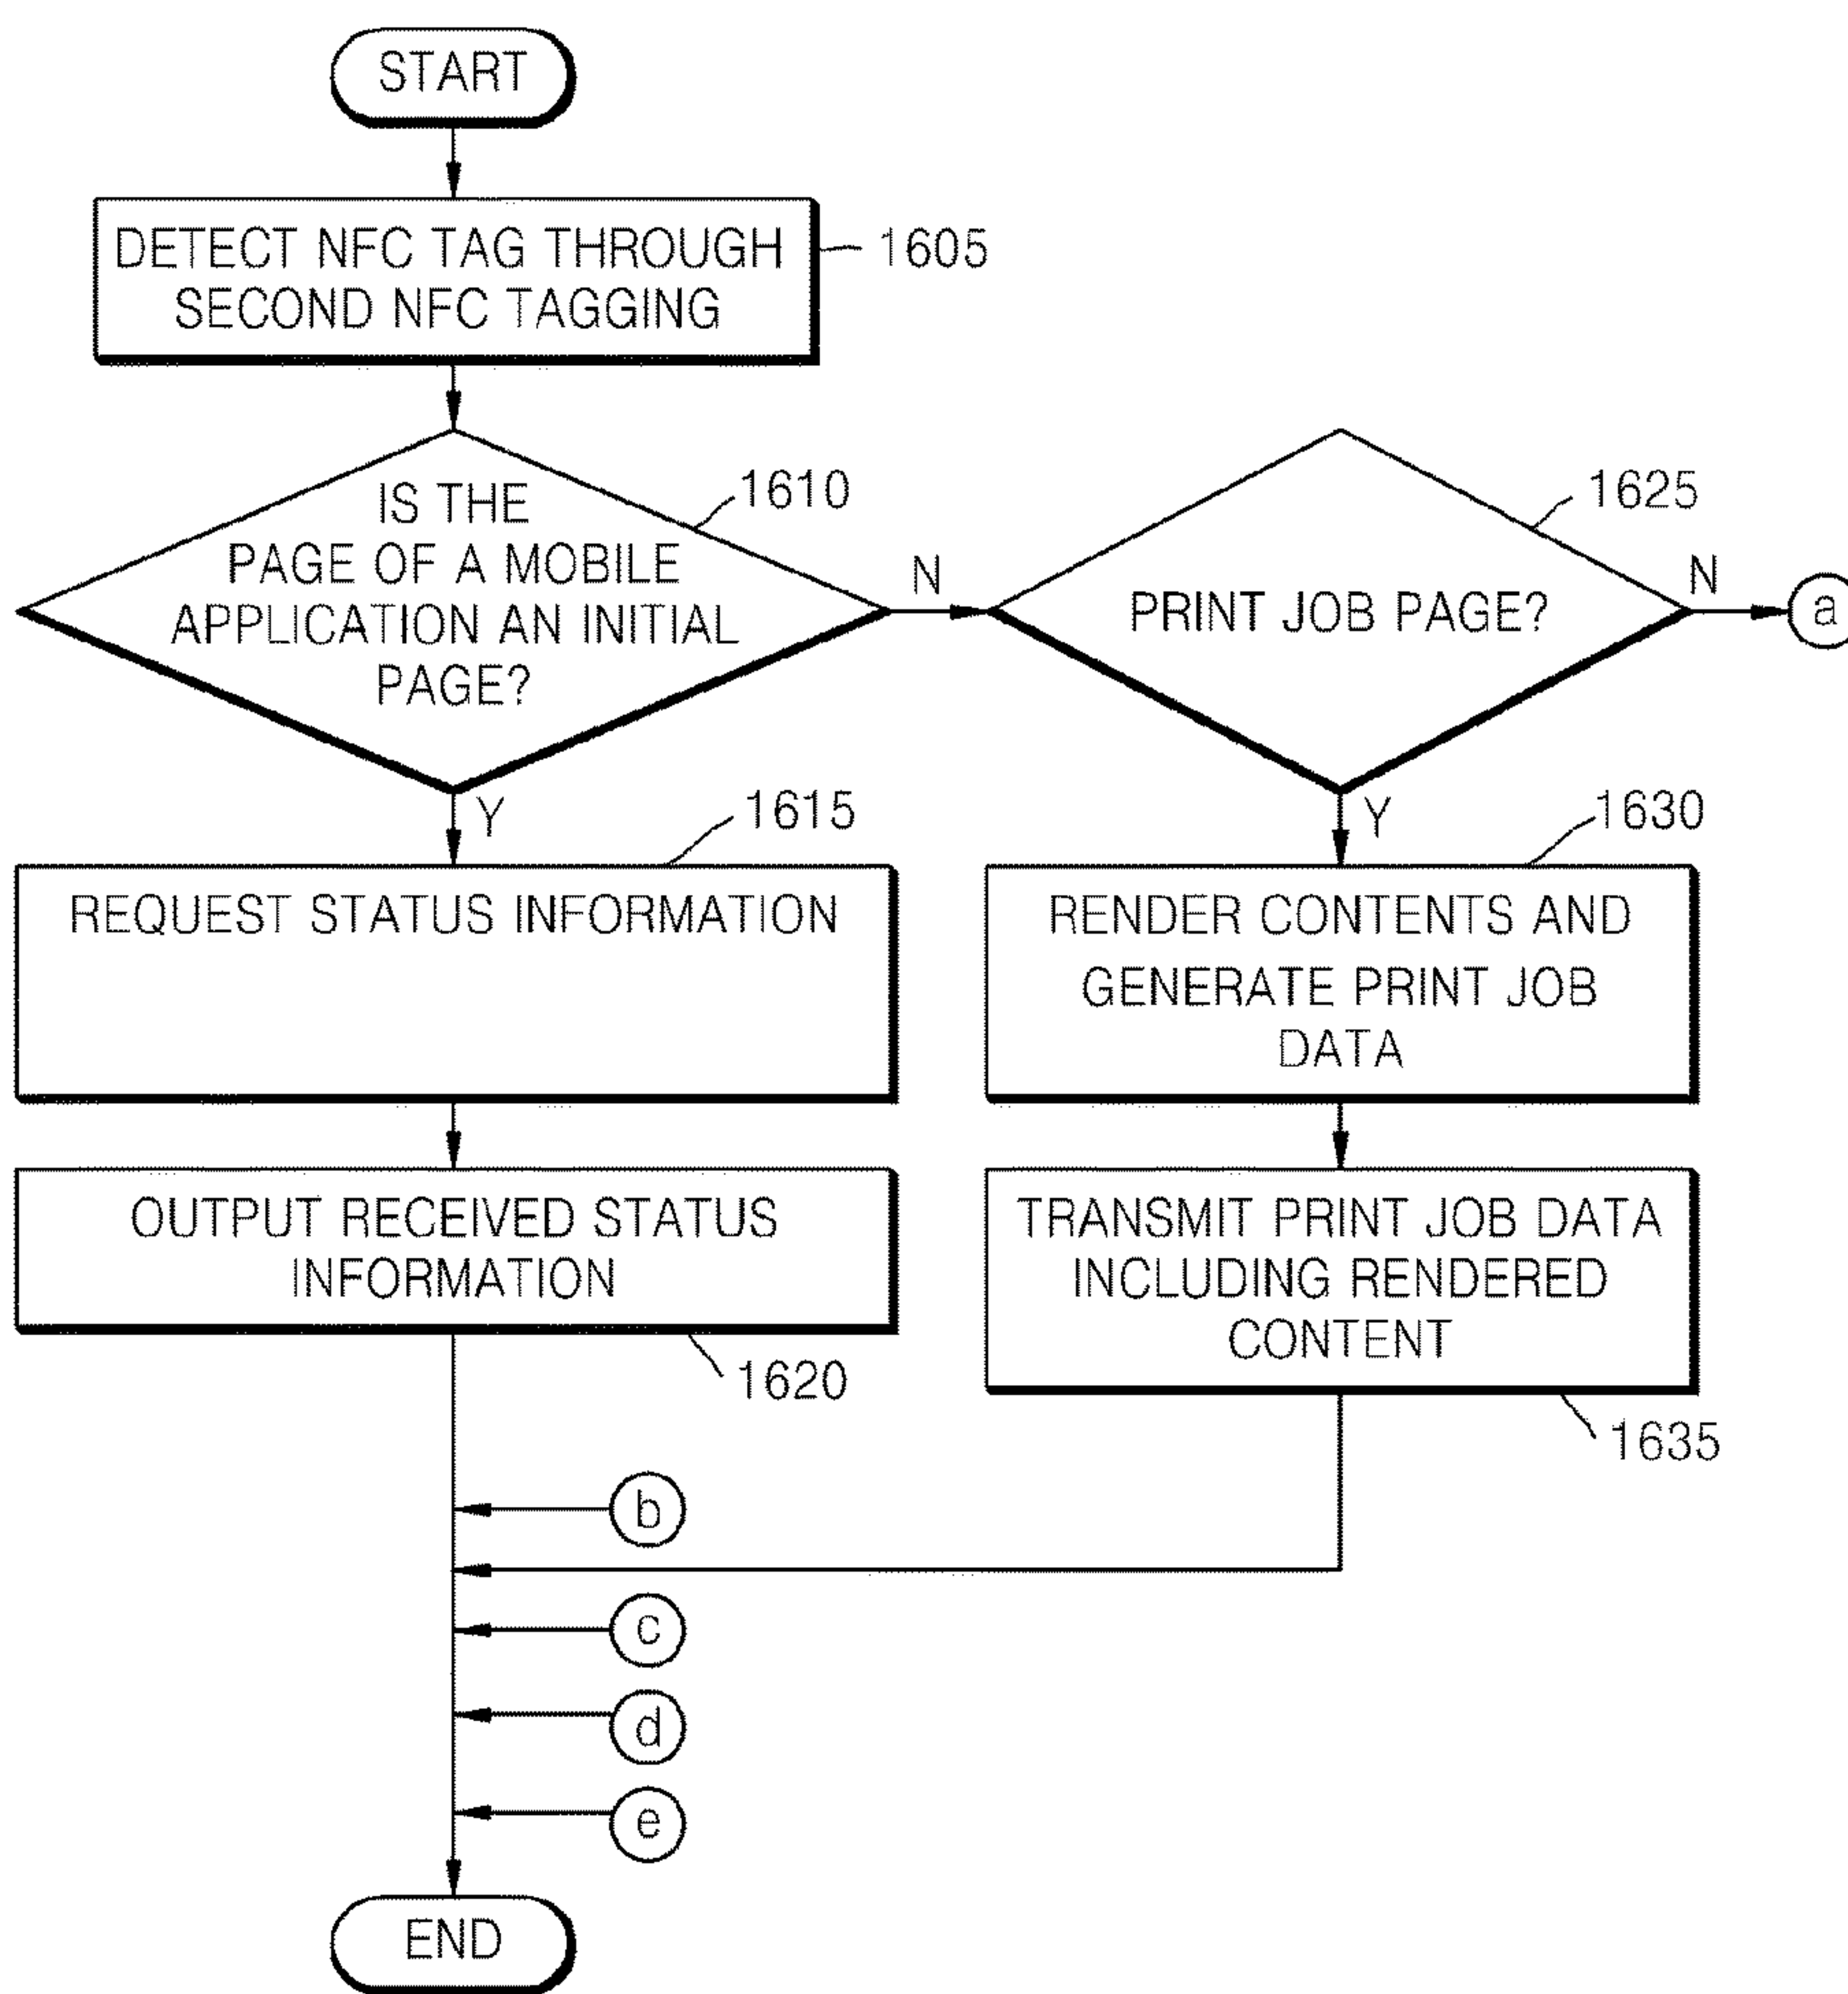 START
DETECT NFC TAG THROUGH
SECOND NFC TAGGING
1605
IS THE
PAGE OF A MOBILE
APPLICATION AN INITIAL
PAGE?
1610
N
PRINT JOB PAGE?
1625
N
a
Y
1615
REQUEST STATUS INFORMATION
Y
1630
RENDER CONTENTS AND
GENERATE PRINT JOB
DATA
OUTPUT RECEIVED STATUS
INFORMATION
1620
TRANSMIT PRINT JOB DATA
INCLUDING RENDERED
CONTENT
1635
b
c
d
e
END